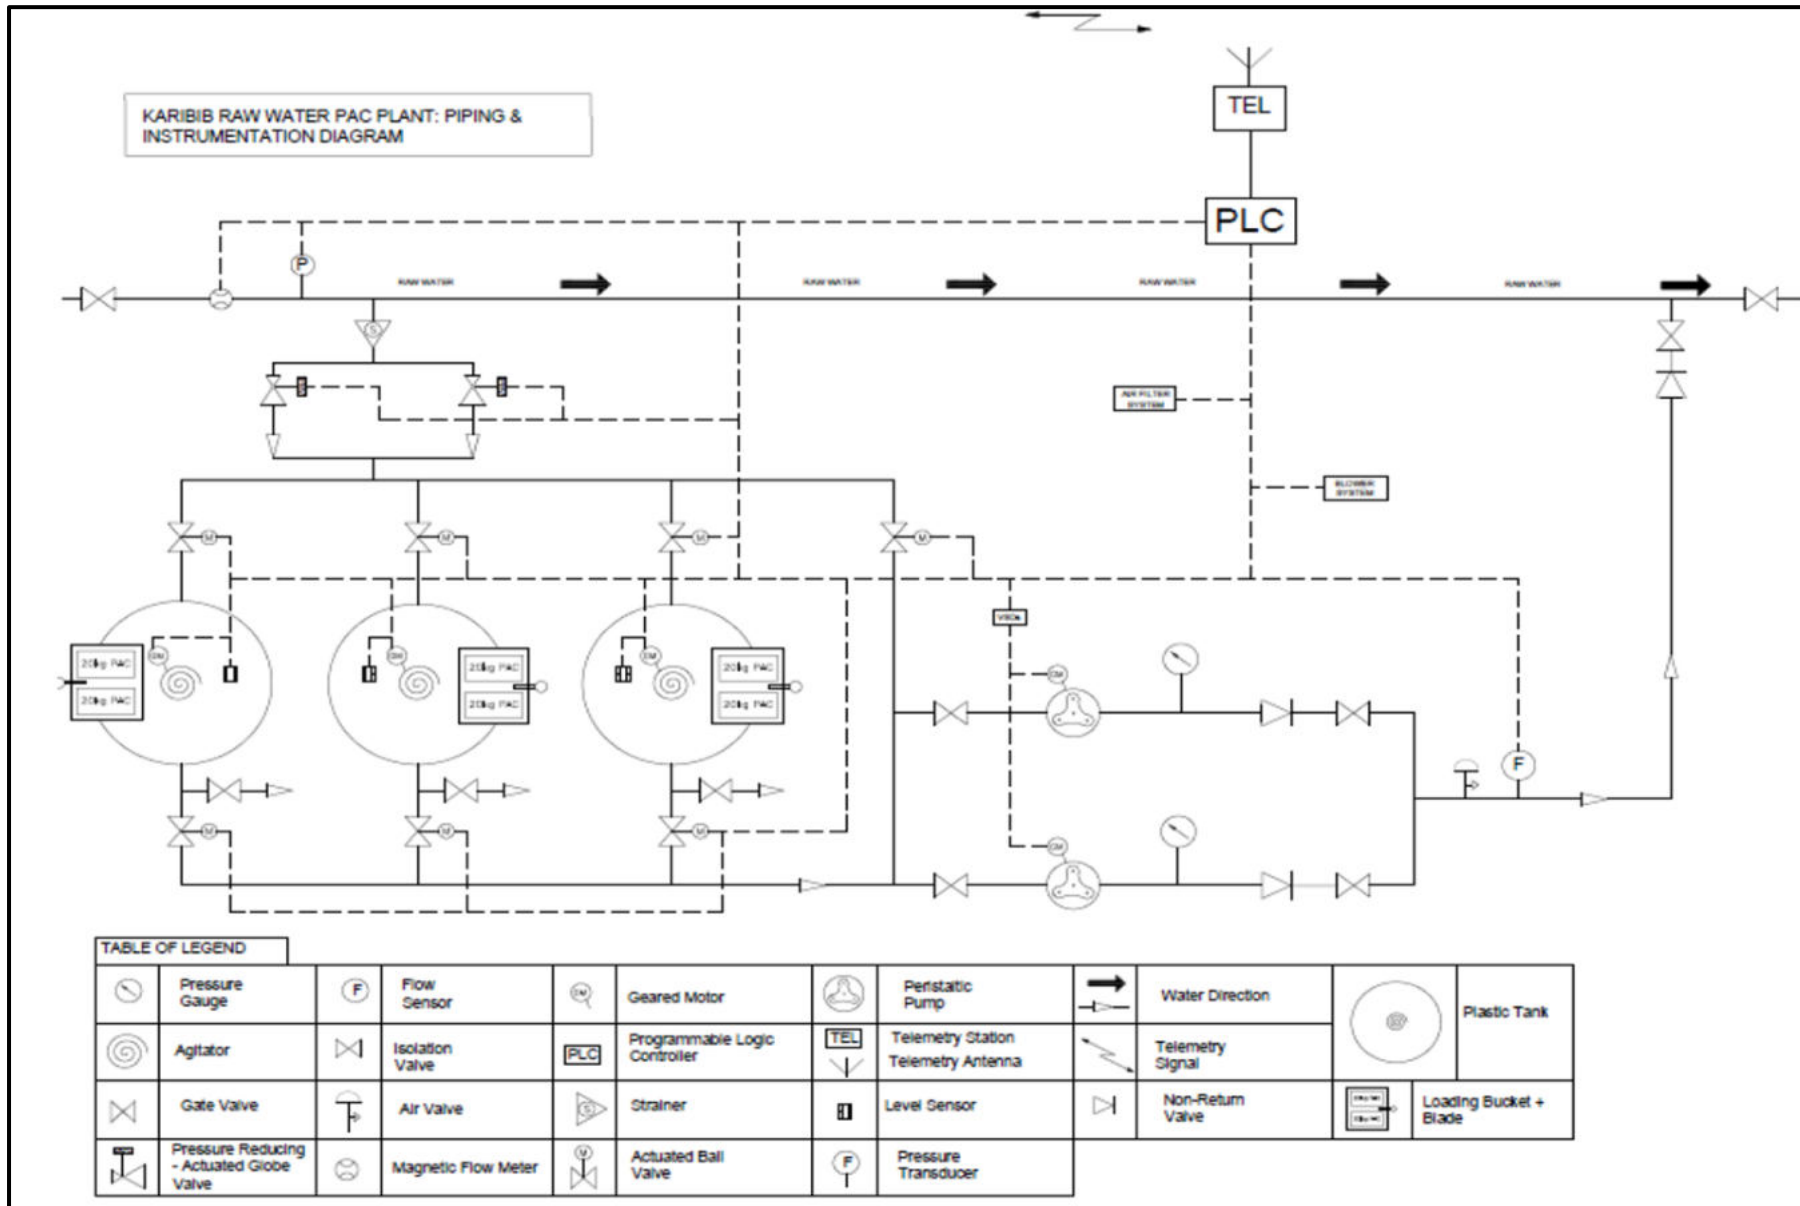 TEL
KARIBIB RAW WATER PAC PLANT: PIPING &
INSTRUMENTATION DIAGRAM
PLC
P
RAW WATER
RAW WATER
RAW WATER
RAW WATER
S
AIR FILTER
SYSTEM
BLOWER
SYSTEM
M
M
M
M
VSDs
GM
GM
GM
20kg PAC
20kg PAC
20kg PAC
20kg PAC
20kg PAC
20kg PAC
GM
F
M
M
M
GM
TABLE OF LEGEND
Pressure
Gauge
F
Flow
Sensor
GM
Geared Motor
Peristaltic
Pump
Water Direction
Plastic Tank
Agitator
Isolation
Valve
PLC
Programmable Logic
Controller
TEL
Telemetry Station
Telemetry Antenna
Telemetry
Signal
Gate Valve
Air Valve
S
Strainer
Level Sensor
Non-Return
Valve
Loading Bucket +
Blade
Pressure Reducing
- Actuated Globe
Valve
Magnetic Flow Meter
M
Actuated Ball
Valve
F
Pressure
Transducer